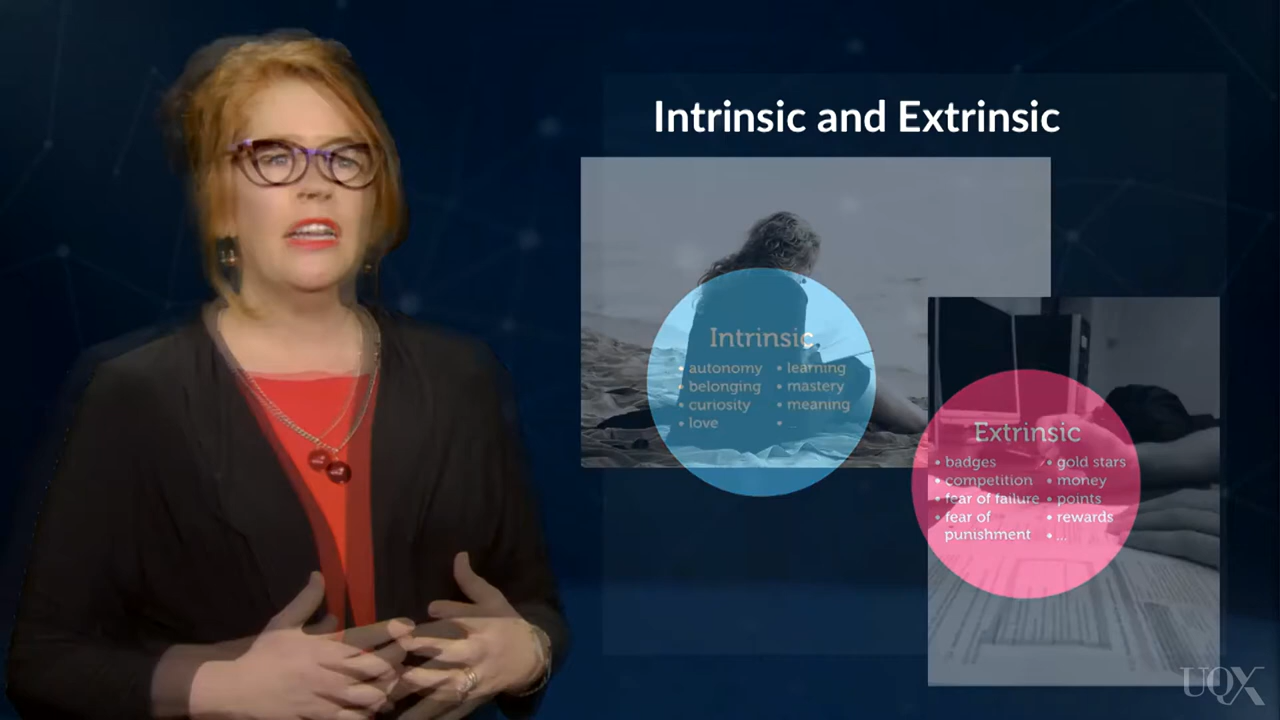 Intrinsic and Extrinsic
Intrinsic
• autonomy
• belonging
• curiosity
• love
• learning
• mastery
• meaning
• ...
Extrinsic
• badges
• competition
• fear of failure
• fear of
punishment
• gold stars
• money
• points
• rewards
• ...
UQX